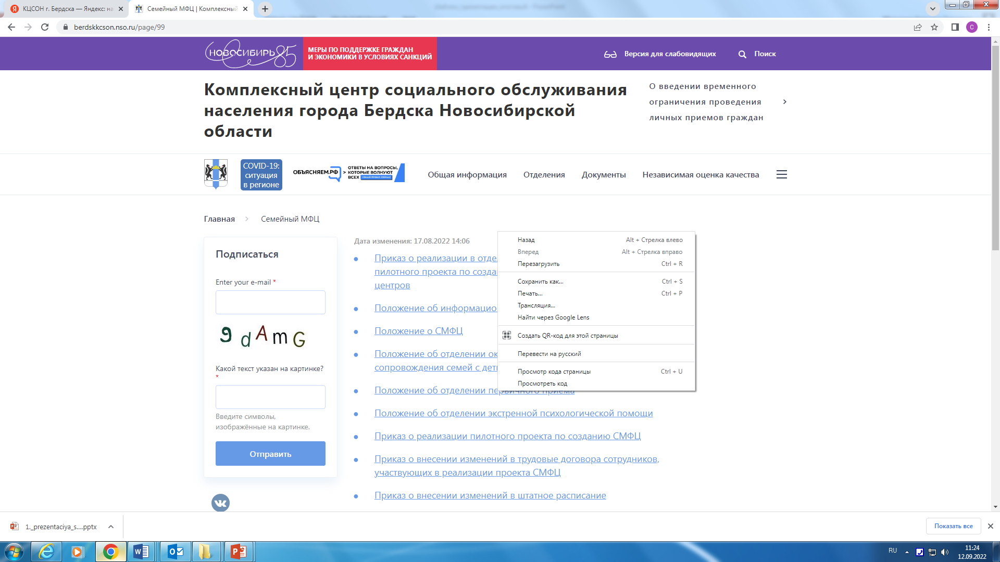 КЦСОН г. Бердска — Яндекс: на
Семейный МФЦ | Комплексный
berdskkcson.nso.ru/page/99
С
НОВОСИБИРЬ85
МЕРЫ ПО ПОДДЕРЖКЕ ГРАЖДАН
И ЭКОНОМИКИ В УСЛОВИЯХ САНКЦИЙ
Версия для слабовидящих
Поиск
Комплексный центр социального обслуживания
населения города Бердска Новосибирской
области
О введении временного
ограничения проведения
личных приемов граждан
COVID-19:
ситуация
в регионе
ОБЪЯСНЯЕМ.РФ >
ОТВЕТЫ НА ВОПРОСЫ,
КОТОРЫЕ ВОЛНУЮТ
ВСЕХ УЗНАЙ ПРЯМО СЕЙЧАС
Общая информация
Отделения
Документы
Независимая оценка качества
Главная
Семейный МФЦ
Подписаться
Enter your e-mail *
9dAmG
Какой текст указан на картинке?
*
Введите символы,
изображённые на картинке.
Отправить
Дата изменения: 17.08.2022 14:06
Приказ о реализации в отде
пилотного проекта по созда
центров
Положение об информацио
Положение о СМФЦ
Положение об отделении ок
сопровождения семей с дет
Положение об отделении первичного приема
Положение об отделении экстренной психологической помощи
Приказ о реализации пилотного проекта по созданию СМФЦ
Приказ о внесении изменений в трудовые договора сотрудников,
участвующих в реализации проекта СМФЦ
Приказ о внесении изменений в штатное расписание
Назад Alt + Стрелка влево
Вперед Alt + Стрелка вправо
Перезагрузить Ctrl + R
Сохранить как... Ctrl + S
Печать... Ctrl + P
Трансляция...
Найти через Google Lens
Создать QR-код для этой страницы
Перевести на русский
Просмотр кода страницы Ctrl + U
Просмотреть код
1._prezentaciya_s....pptx
Показать все
RU
11:24
12.09.2022